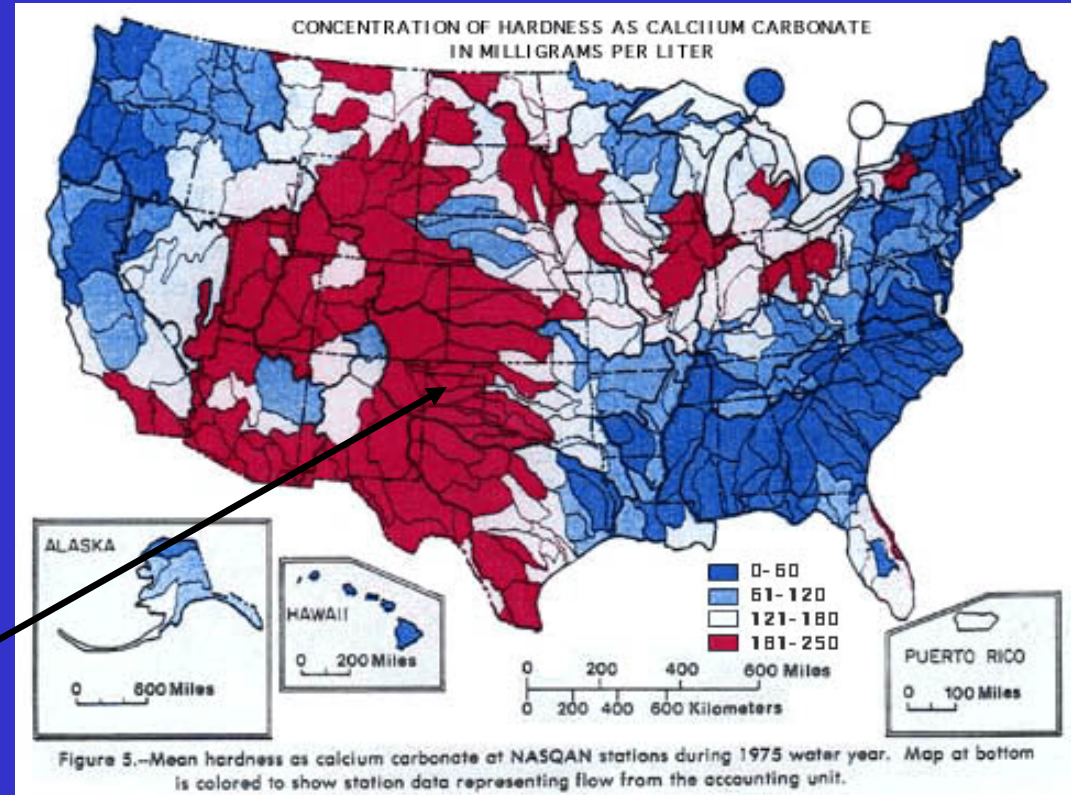 CONCENTRATION OF HARDNESS AS CALCIIUM CARBONATE
IN MILLIGRAMS PER LITER
ALASKA
0 600 Miles
HAWAII
0 200 Miles
0-60
61-120
121-180
181-250
0 200 400 600 Miles
0 200 400 600 Kilometers
PUERTO RICO
0 100 Miles
Figure 5.--Mean hardness as calcium carbonate at NASQAN stations during 1975 water year. Map at bottom
is colored to show station data representing flow from the accounting unit.